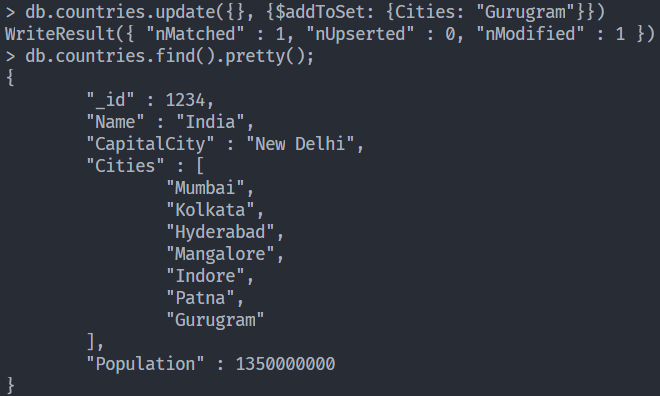 > db.countries.update({}, {$addToSet: {Cities: "Gurugram"}})
WriteResult({ "nMatched" : 1, "nUpserted" : 0, "nModified" : 1 })
> db.countries.find().pretty();
{
        "_id" : 1234,
        "Name" : "India",
        "CapitalCity" : "New Delhi",
        "Cities" : [
                "Mumbai",
                "Kolkata",
                "Hyderabad",
                "Mangalore",
                "Indore",
                "Patna",
                "Gurugram"
        ],
        "Population" : 1350000000
}